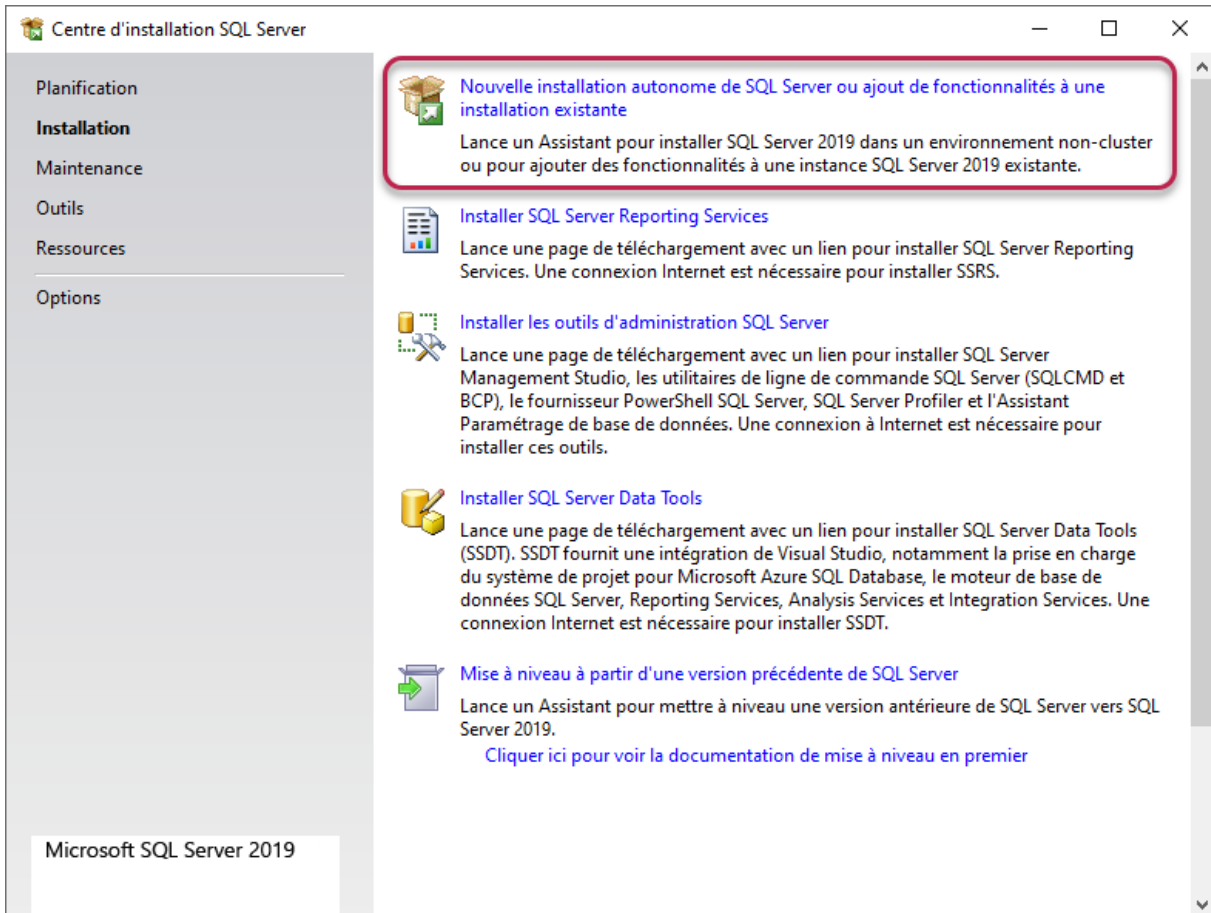 Centre d'installation SQL Server
Planification
Installation
Maintenance
Outils
Ressources
Options
Microsoft SQL Server 2019
Nouvelle installation autonome de SQL Server ou ajout de fonctionnalités à une
installation existante
Lance un Assistant pour installer SQL Server 2019 dans un environnement non-cluster
ou pour ajouter des fonctionnalités à une instance SQL Server 2019 existante.
Installer SQL Server Reporting Services
Lance une page de téléchargement avec un lien pour installer SQL Server Reporting
Services. Une connexion Internet est nécessaire pour installer SSRS.
Installer les outils d'administration SQL Server
Lance une page de téléchargement avec un lien pour installer SQL Server
Management Studio, les utilitaires de ligne de commande SQL Server (SQLCMD et
BCP), le fournisseur PowerShell SQL Server, SQL Server Profiler et l'Assistant
Paramétrage de base de données. Une connexion à Internet est nécessaire pour
installer ces outils.
Installer SQL Server Data Tools
Lance une page de téléchargement avec un lien pour installer SQL Server Data Tools
(SSDT). SSDT fournit une intégration de Visual Studio, notamment la prise en charge
du système de projet pour Microsoft Azure SQL Database, le moteur de base de
données SQL Server, Reporting Services, Analysis Services et Integration Services. Une
connexion Internet est nécessaire pour installer SSDT.
Mise à niveau à partir d'une version précédente de SQL Server
Lance un Assistant pour mettre à niveau une version antérieure de SQL Server vers SQL
Server 2019.
Cliquer ici pour voir la documentation de mise à niveau en premier